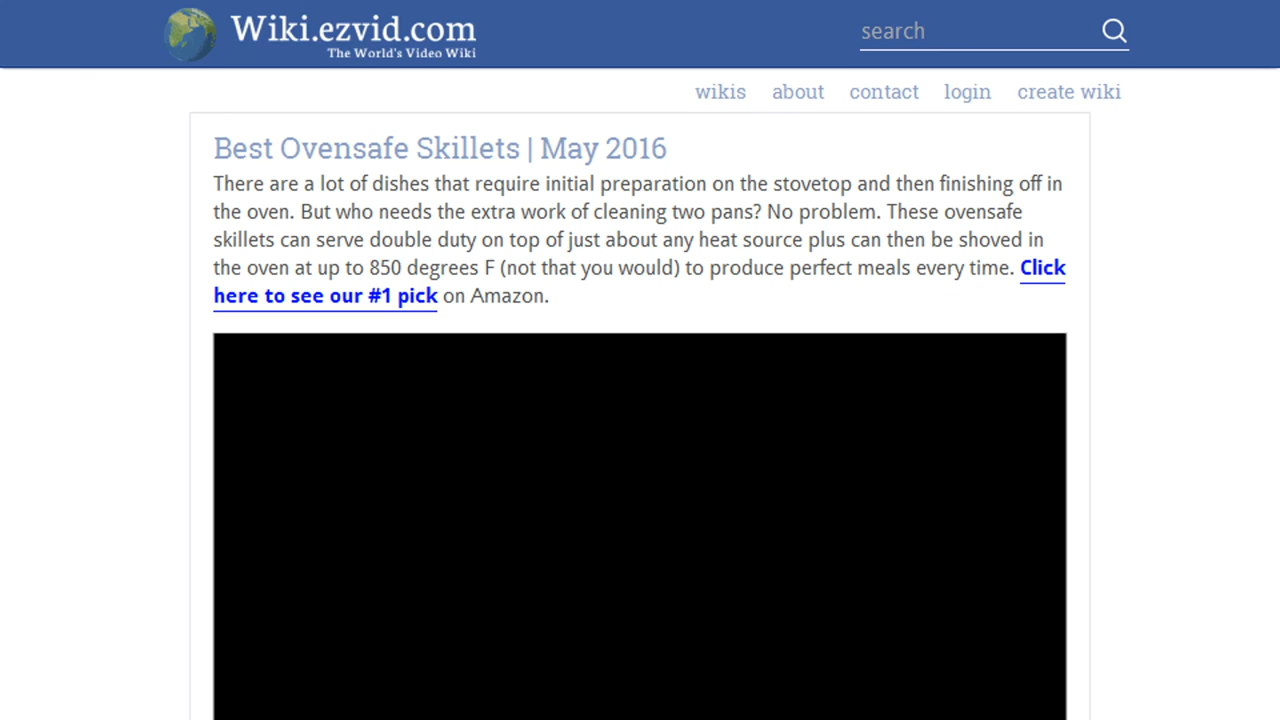 Wiki.ezvid.com
The World's Video Wiki
search
wikis about contact login create wiki
Best Ovensafe Skillets | May 2016
There are a lot of dishes that require initial preparation on the stovetop and then finishing off in
the oven. But who needs the extra work of cleaning two pans? No problem. These ovensafe
skillets can serve double duty on top of just about any heat source plus can then be shoved in
the oven at up to 850 degrees F (not that you would) to produce perfect meals every time. Click
here to see our #1 pick on Amazon.